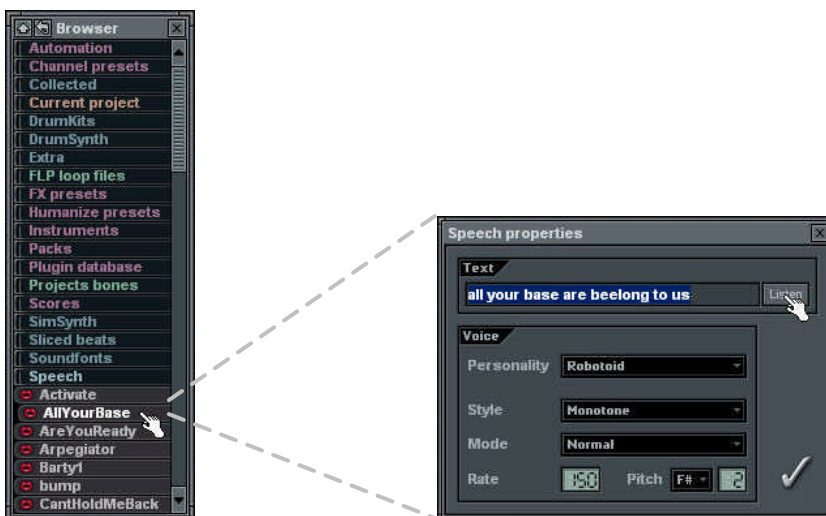 Browser
Automation
Channel presets
Collected
Current project
DrumKits
DrumSynth
Extra
FLP loop files
FX presets
Humanize presets
Instruments
Packs
Plugin database
Projects bones
Scores
SimSynth
Sliced beats
Soundfonts
Speech
Activate
AllYourBase
AreYouReady
Arpegiator
Barty1
bump
CantHoldMeBack
Speech properties
Text
all your base are beelong to us Listen
Voice
Personality Robotoid
Style Monotone
Mode Normal
Rate 150 Pitch F# -2